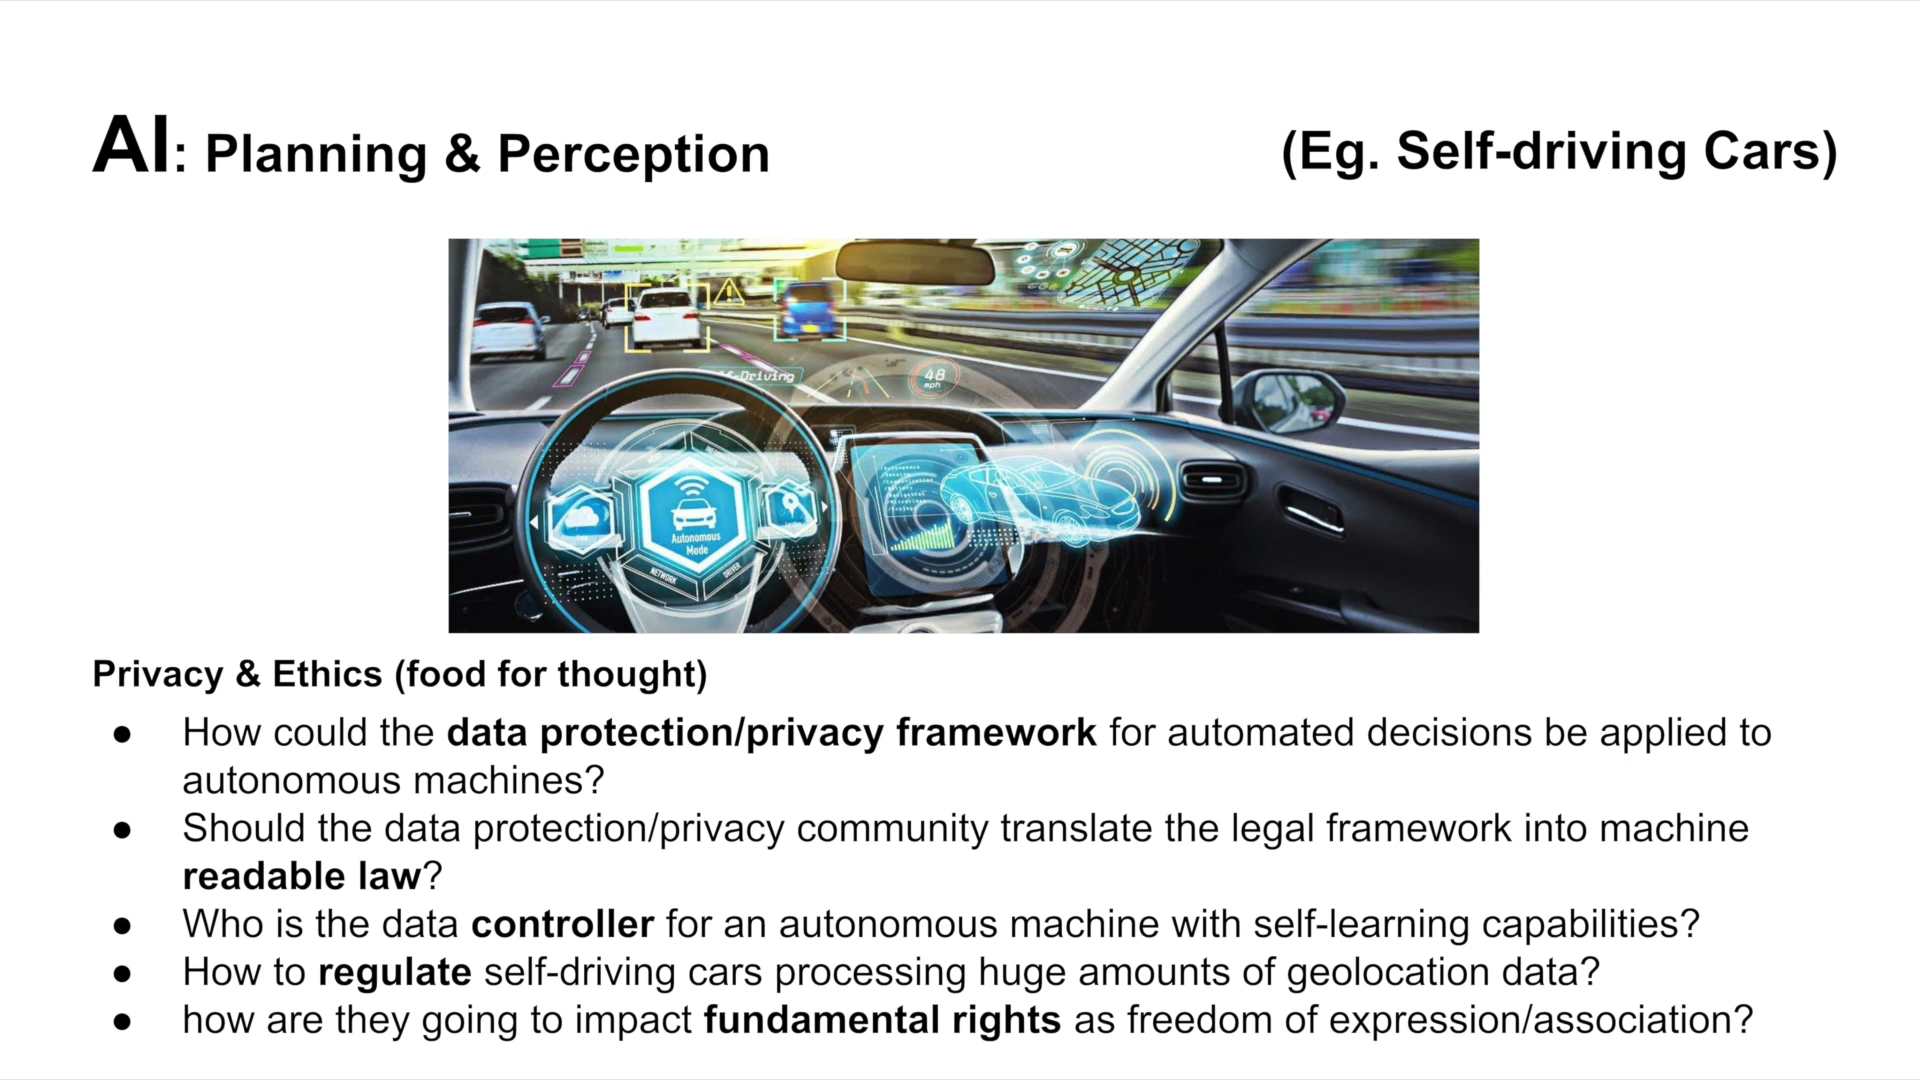 AI: Planning & Perception
(Eg. Self-driving Cars)
-Driving
48
mph
Autonomous
Mode
NETWORK
DRIVER
Privacy & Ethics (food for thought)
● How could the data protection/privacy framework for automated decisions be applied to
autonomous machines?
● Should the data protection/privacy community translate the legal framework into machine
readable law?
● Who is the data controller for an autonomous machine with self-learning capabilities?
● How to regulate self-driving cars processing huge amounts of geolocation data?
● how are they going to impact fundamental rights as freedom of expression/association?